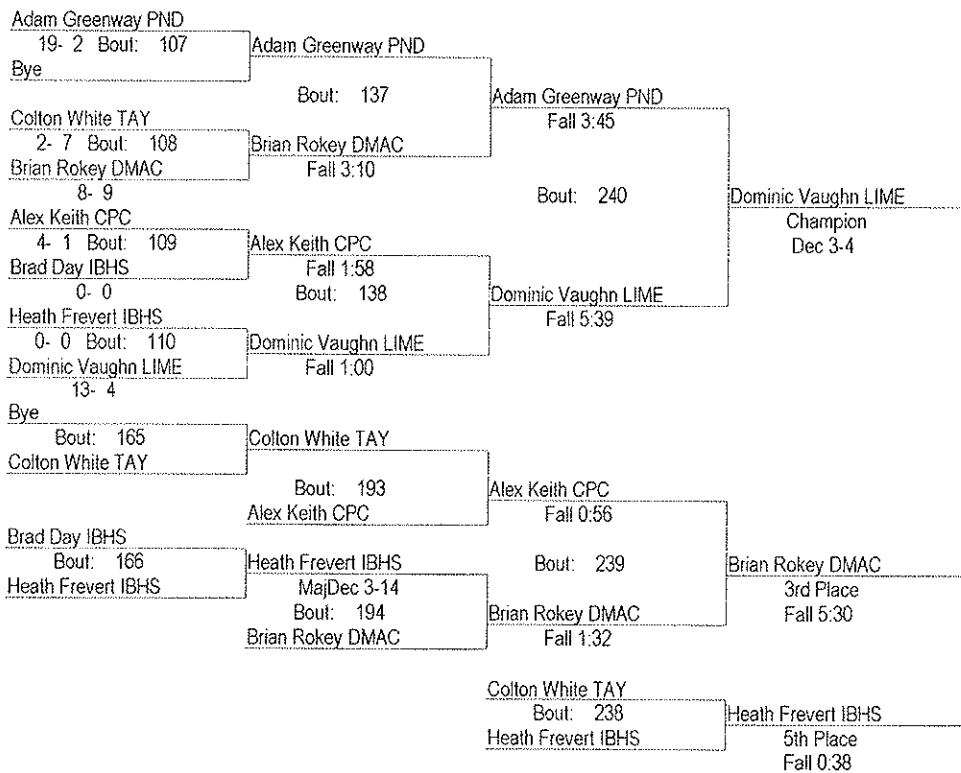 Adam Greenway PND
19- 2 Bout: 107
Bye
Adam Greenway PND
Bout: 137
Colton White TAY
2- 7 Bout: 108
Brian Rokey DMAC
8- 9
Brian Rokey DMAC
Fall 3:10
Adam Greenway PND
Fall 3:45
Bout: 240
Alex Keith CPC
4- 1 Bout: 109
Brad Day IBHS
0- 0
Alex Keith CPC
Fall 1:58
Bout: 138
Heath Frevert IBHS
0- 0 Bout: 110
Dominic Vaughn LIME
13- 4
Dominic Vaughn LIME
Fall 1:00
Dominic Vaughn LIME
Fall 5:39
Dominic Vaughn LIME
Champion
Dec 3-4
Bye
Bout: 165
Colton White TAY
Colton White TAY
Bout: 193
Alex Keith CPC
Alex Keith CPC
Fall 0:56
Bout: 239
Brad Day IBHS
Bout: 166
Heath Frevert IBHS
Heath Frevert IBHS
MajDec 3-14
Bout: 194
Brian Rokey DMAC
Brian Rokey DMAC
Fall 1:32
Brian Rokey DMAC
3rd Place
Fall 5:30
Colton White TAY
Bout: 238
Heath Frevert IBHS
Heath Frevert IBHS
5th Place
Fall 0:38